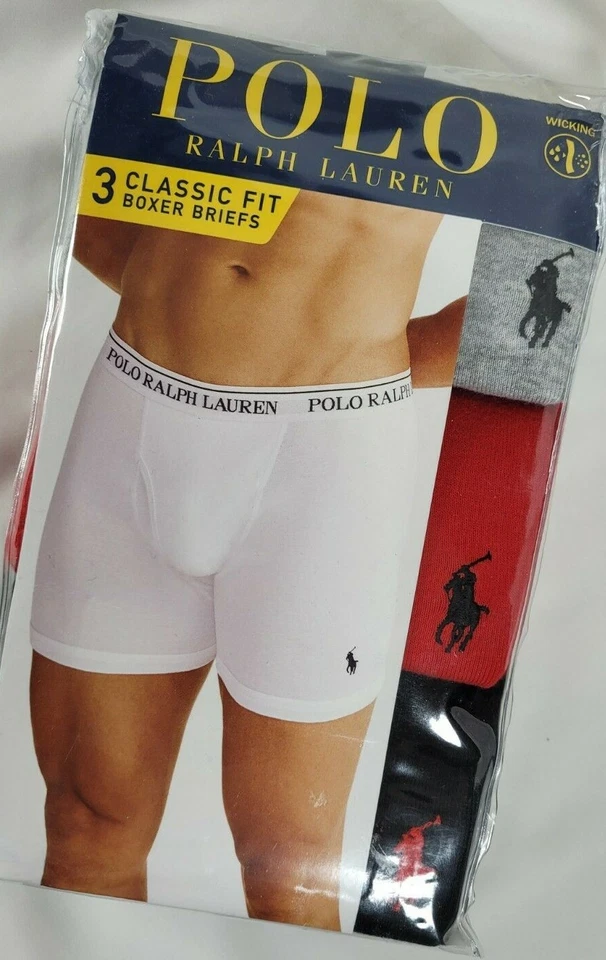 POLO
RALPH LAUREN
WICKING
3 CLASSIC FIT
BOXER BRIEFS
POLO RALPH LAUREN POLO RALPH